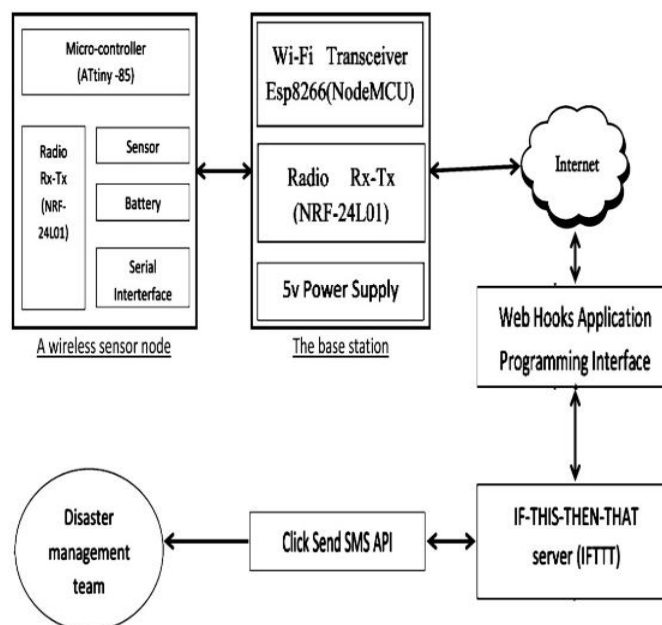 Micro-controller
(ATtiny -85)
Radio
Rx-Tx
(NRF-
24L01)
Sensor
Battery
Serial
Interterface
A wireless sensor node
Wi-Fi Transceiver
Esp8266(NodeMCU)
Radio Rx-Tx
(NRF-24L01)
5v Power Supply
The base station
Internet
Web Hooks Application
Programming Interface
IF-THIS-THEN-THAT
server (IFTTT)
Click Send SMS API
Disaster
management
team